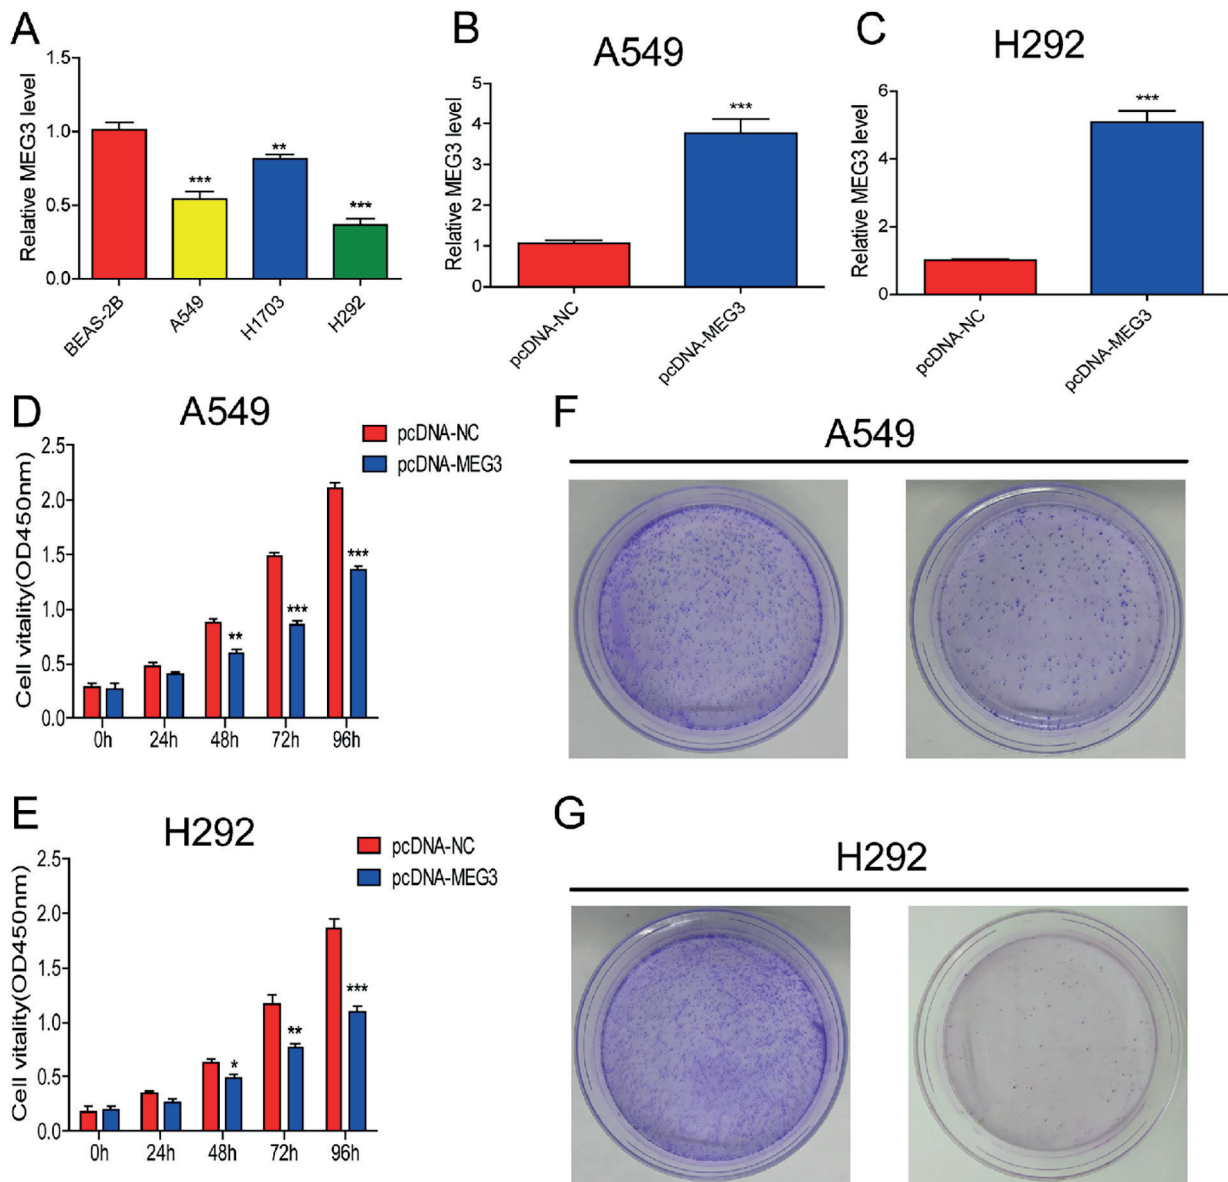 A
Relative MEG3 level
1.5
1.0
0.5
0.0
***
**
***
BEAS-2B
A549
H1703
H292
B
A549
Relative MEG3 level
5
4
3
2
1
0
***
pcDNA-NC
pcDNA-MEG3
C
H292
Relative MEG3 level
6
4
2
0
***
pcDNA-NC
pcDNA-MEG3
D
A549
pcDNA-NC
pcDNA-MEG3
Cell vitality(OD450nm)
2.5
2.0
1.5
1.0
0.5
0.0
**
***
***
0h 24h 48h 72h 96h
E
H292
pcDNA-NC
pcDNA-MEG3
Cell vitality(OD450nm)
2.5
2.0
1.5
1.0
0.5
0.0
*
**
***
0h 24h 48h 72h 96h
F
A549
G
H292